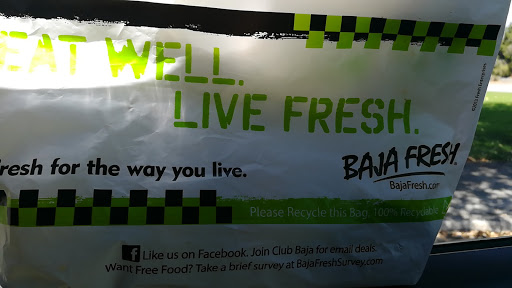 EAT WELL.
LIVE FRESH.
fresh for the way you live.
BAJA FRESH.
BajaFresh.com
Please Recycle this Bag, 100% Recyclable
Like us on Facebook. Join Club Baja for email deals.
Want Free Food? Take a brief survey at BajaFreshSurvey.com